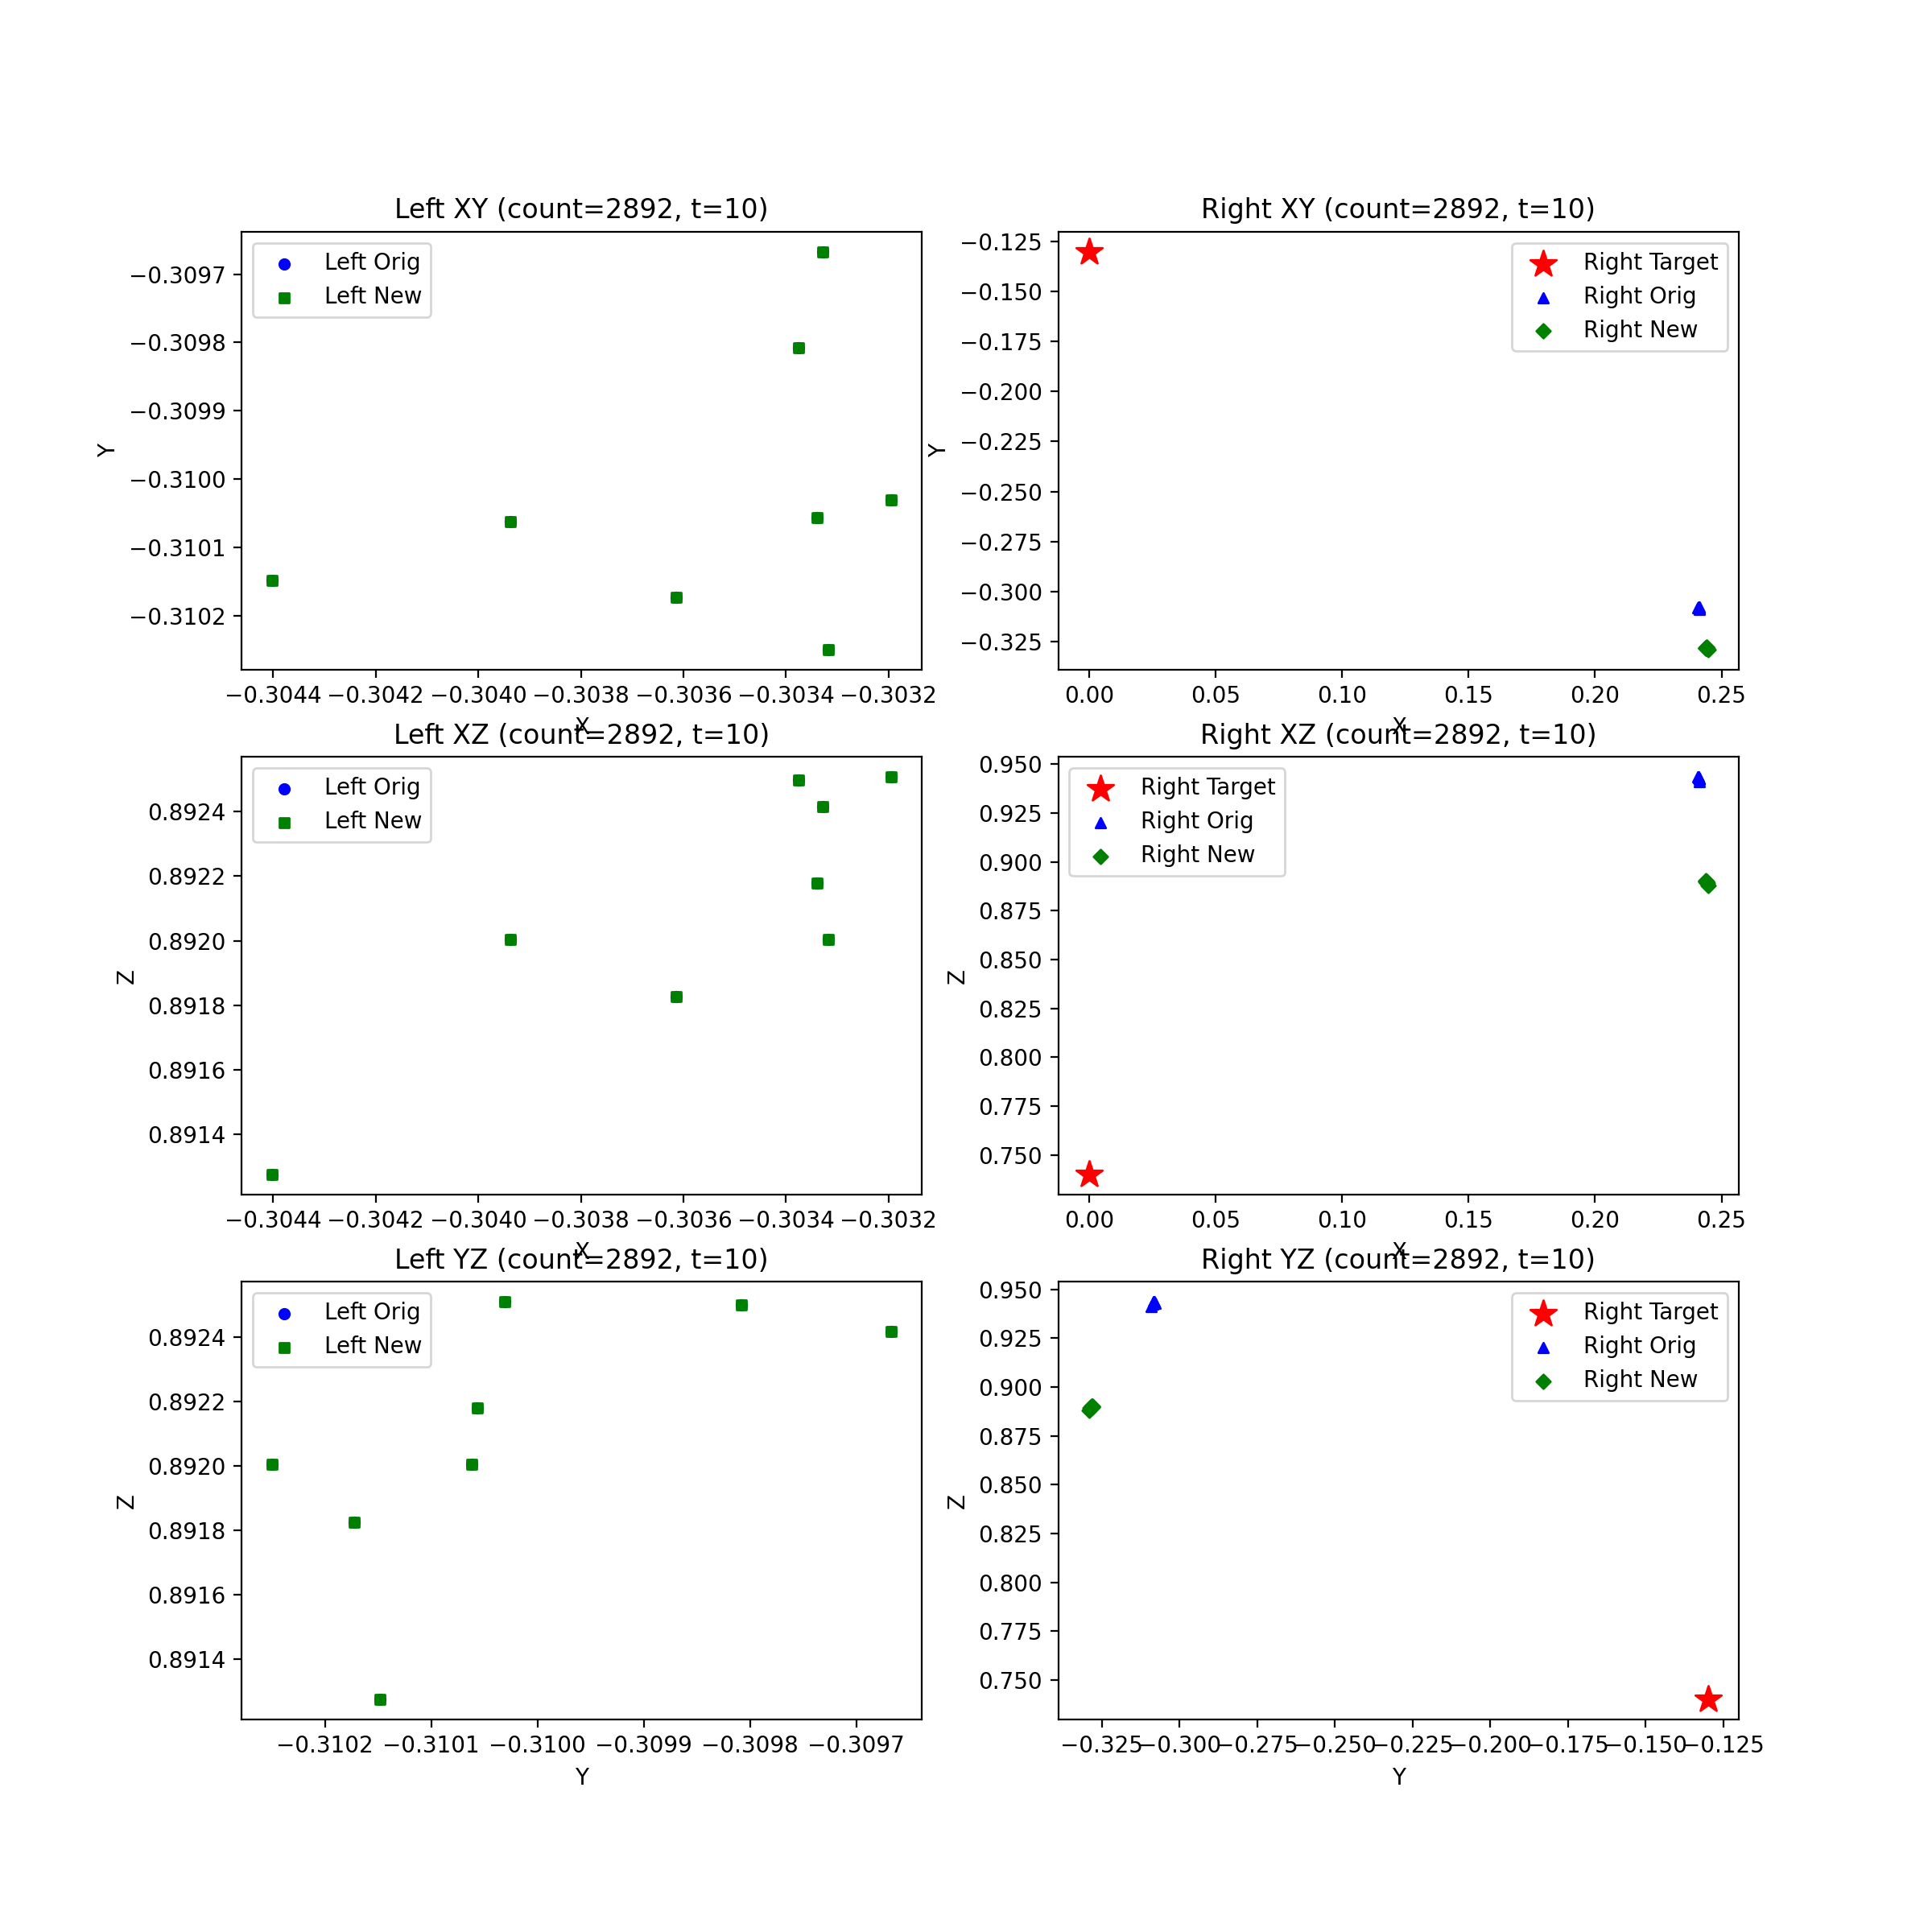 Left XY (count=2892, t=10)
Left Orig
Left New
−0.3097
−0.3098
−0.3099
−0.3100
−0.3101
−0.3102
Y
−0.3044 −0.3042 −0.3040 −0.3038 −0.3036 −0.3034 −0.3032
X
Right XY (count=2892, t=10)
Right Target
Right Orig
Right New
−0.125
−0.150
−0.175
−0.200
−0.225
−0.250
−0.275
−0.300
−0.325
Y
0.00 0.05 0.10 0.15 0.20 0.25
X
Left XZ (count=2892, t=10)
Left Orig
Left New
0.8924
0.8922
0.8920
0.8918
0.8916
0.8914
Z
−0.3044 −0.3042 −0.3040 −0.3038 −0.3036 −0.3034 −0.3032
X
Right XZ (count=2892, t=10)
Right Target
Right Orig
Right New
0.950
0.925
0.900
0.875
0.850
0.825
0.800
0.775
0.750
Z
0.00 0.05 0.10 0.15 0.20 0.25
X
Left YZ (count=2892, t=10)
Left Orig
Left New
0.8924
0.8922
0.8920
0.8918
0.8916
0.8914
Z
−0.3102 −0.3101 −0.3100 −0.3099 −0.3098 −0.3097
Y
Right YZ (count=2892, t=10)
Right Target
Right Orig
Right New
0.950
0.925
0.900
0.875
0.850
0.825
0.800
0.775
0.750
Z
−0.325 −0.300 −0.275 −0.250 −0.225 −0.200 −0.175 −0.150 −0.125
Y